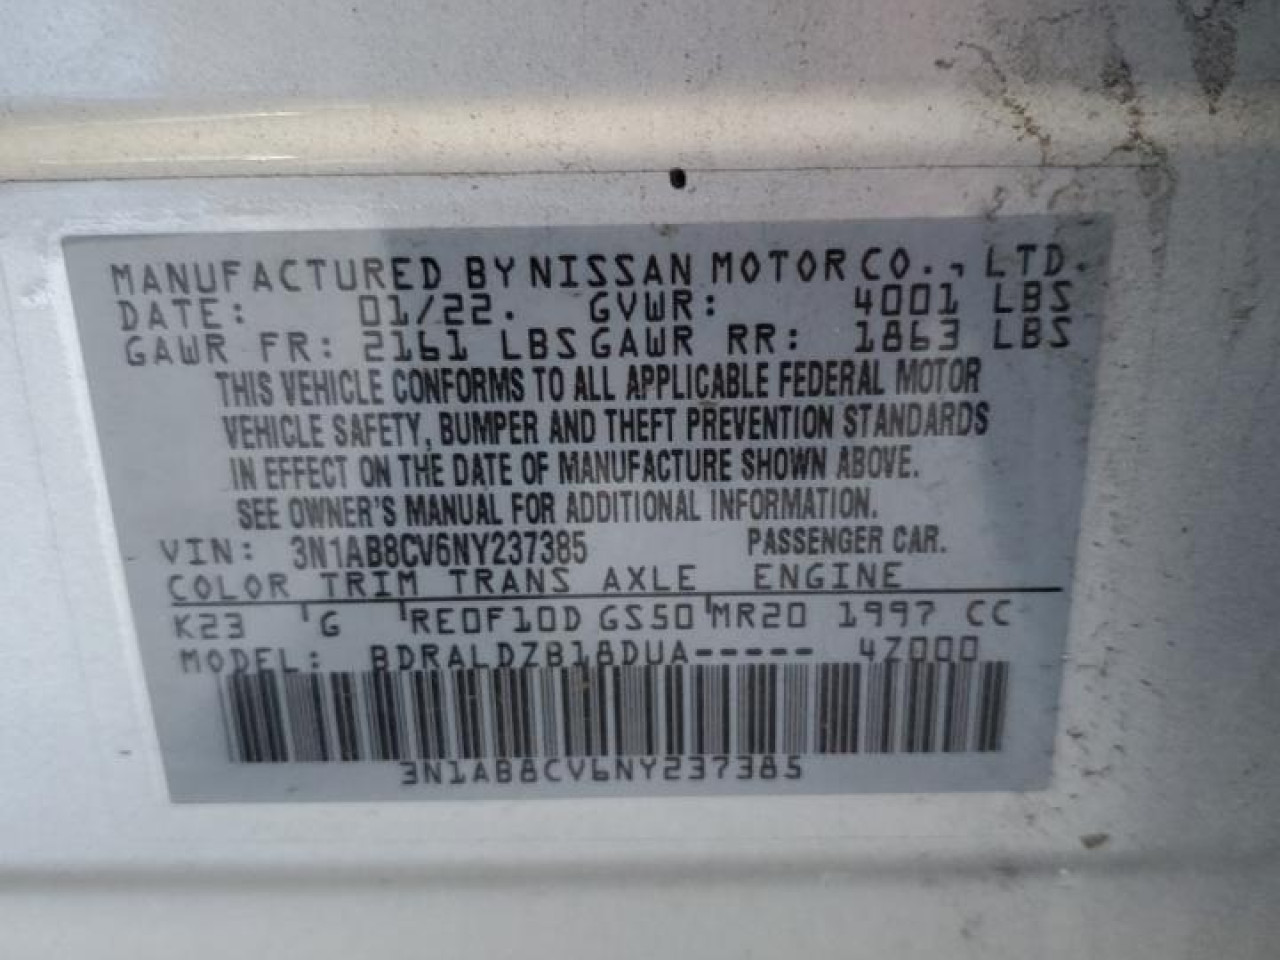 MANUFACTURED BY NISSAN MOTOR CO., LTD.
DATE: 01/22. GVWR: 4001 LBS
GAWR FR: 2161 LBS GAWR RR: 1863 LBS
THIS VEHICLE CONFORMS TO ALL APPLICABLE FEDERAL MOTOR
VEHICLE SAFETY, BUMPER AND THEFT PREVENTION STANDARDS
IN EFFECT ON THE DATE OF MANUFACTURE SHOWN ABOVE.
SEE OWNER'S MANUAL FOR ADDITIONAL INFORMATION.
VIN: 3N1AB8CV6NY237385 PASSENGER CAR.
COLOR TRIM TRANS AXLE ENGINE
K23 G RE0F10D GS50 MR20 1997 CC
MODEL: BDRALDZB18DUA----- 4Z000
3N1AB8CV6NY237385